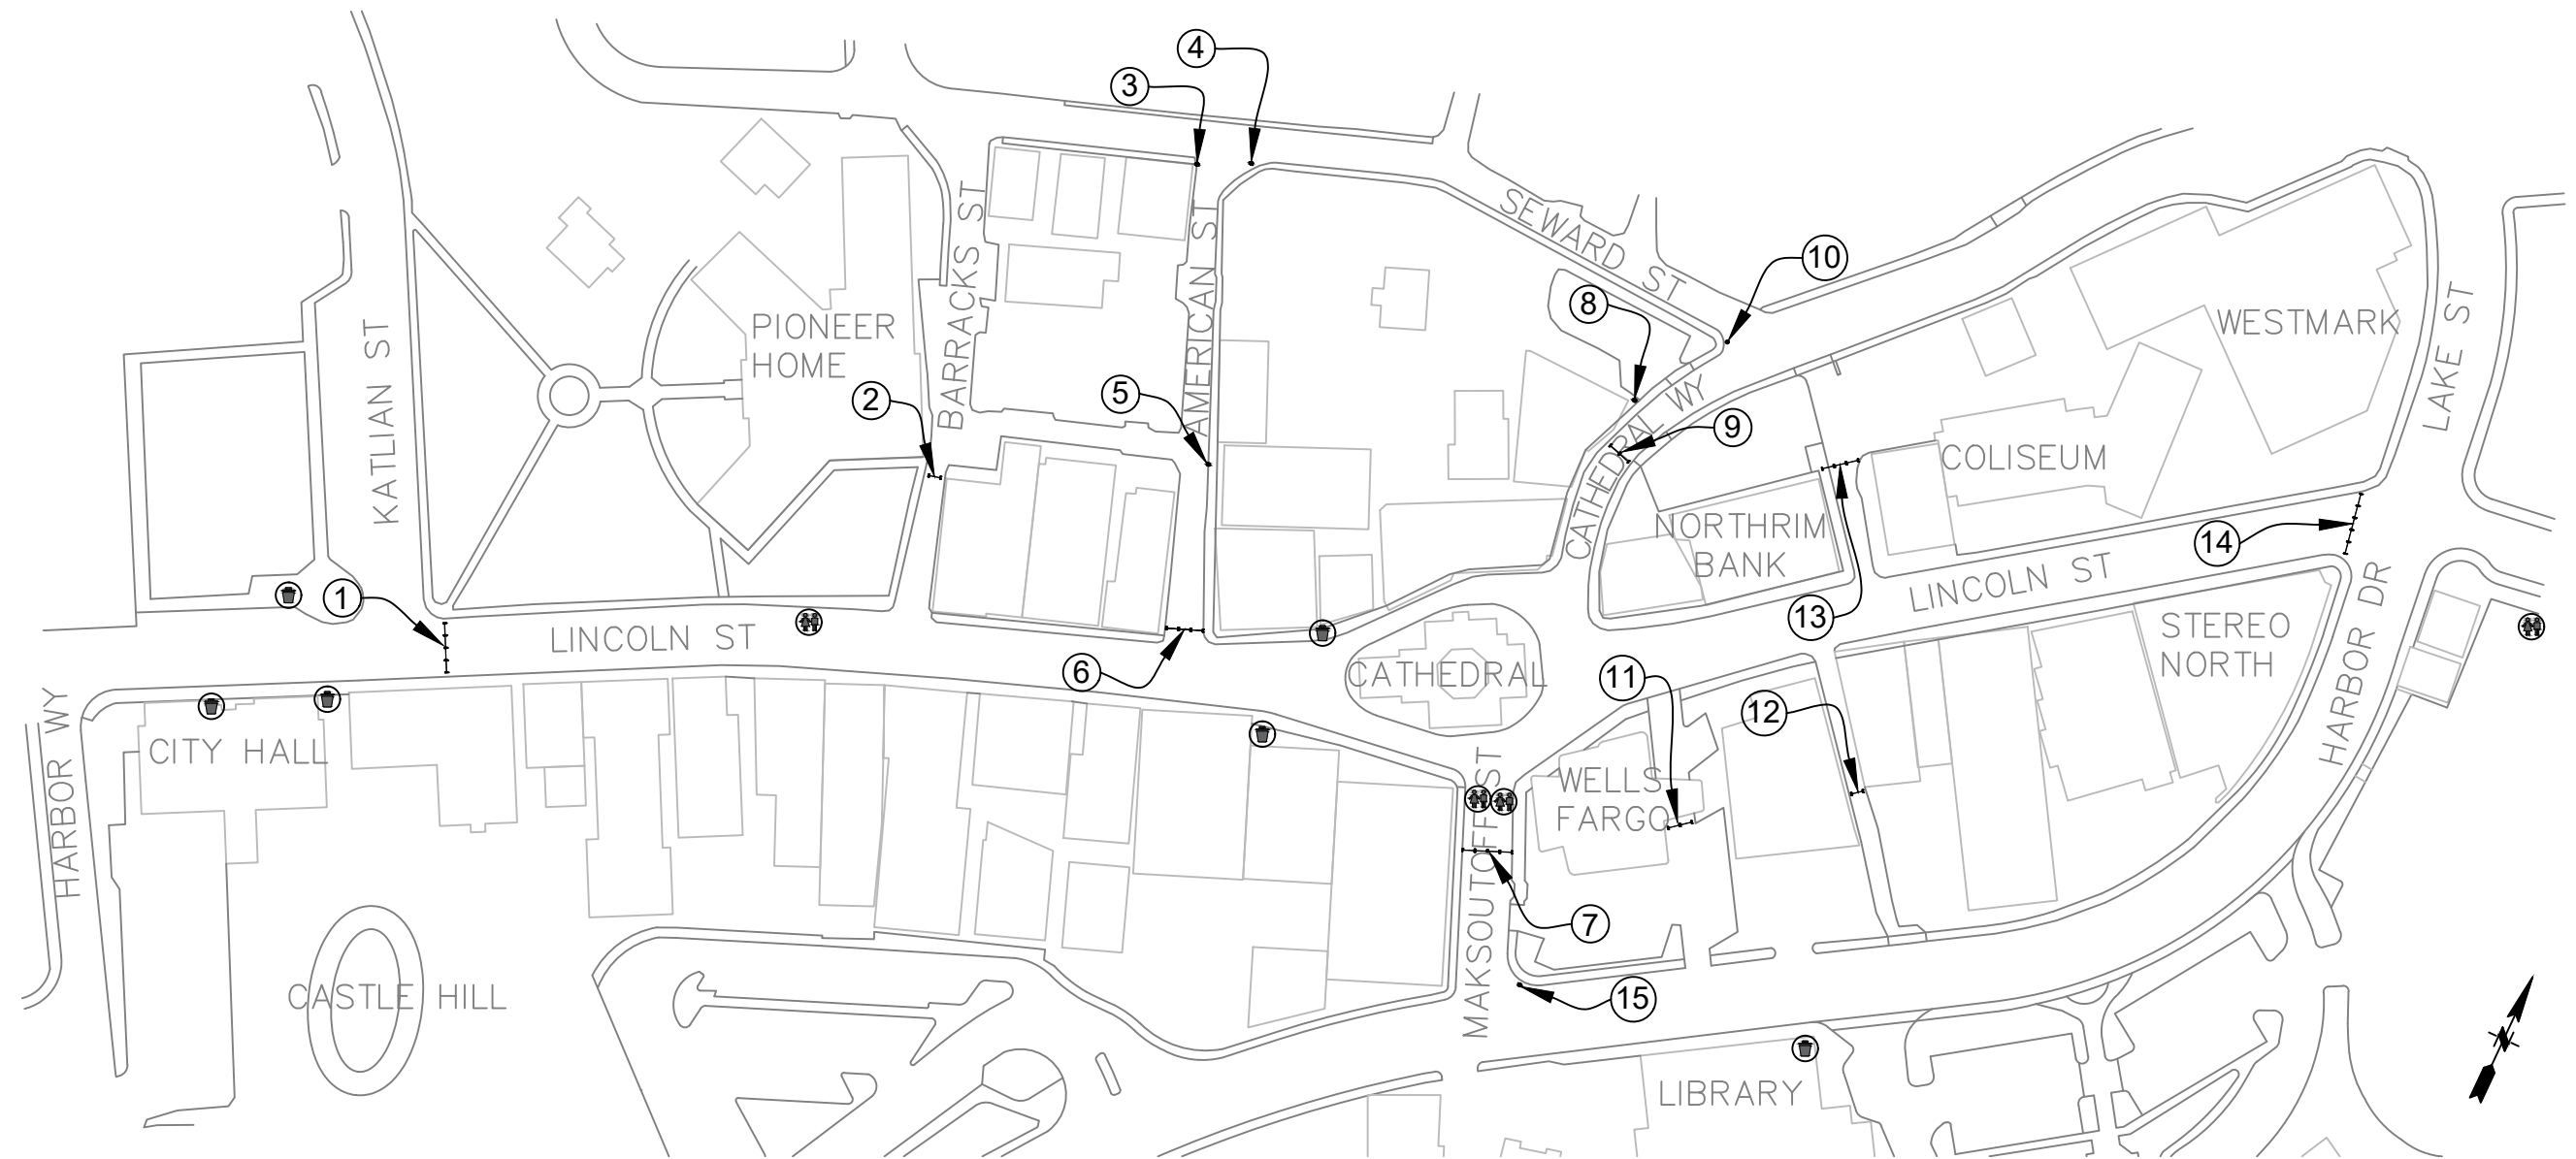 4
3
SEWARD ST
10
8
WESTMARK
PIONEER
HOME
KATLIAN ST
BARRACKS ST
AMERICAN ST
LAKE ST
2
5
9
CATHEDRAL WY
COLISEUM
NORTHRIM
BANK
14
1
LINCOLN ST
LINCOLN ST
13
6
CATHEDRAL
11
12
STEREO
NORTH
HARBOR DR
HARBOR WY
CITY HALL
WELLS
FARGO
MAKSOUTOFF ST
7
CASTLE HILL
15
LIBRARY
N